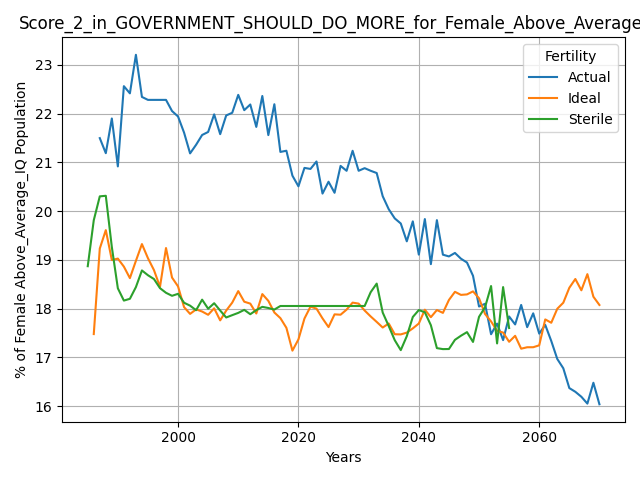 Score_2_in_GOVERNMENT_SHOULD_DO_MORE_for_Female_Above_Average
Fertility
Actual
Ideal
Sterile
% of Female Above_Average_IQ Population
23
22
21
20
19
18
17
16
2000
2020
2040
2060
Years